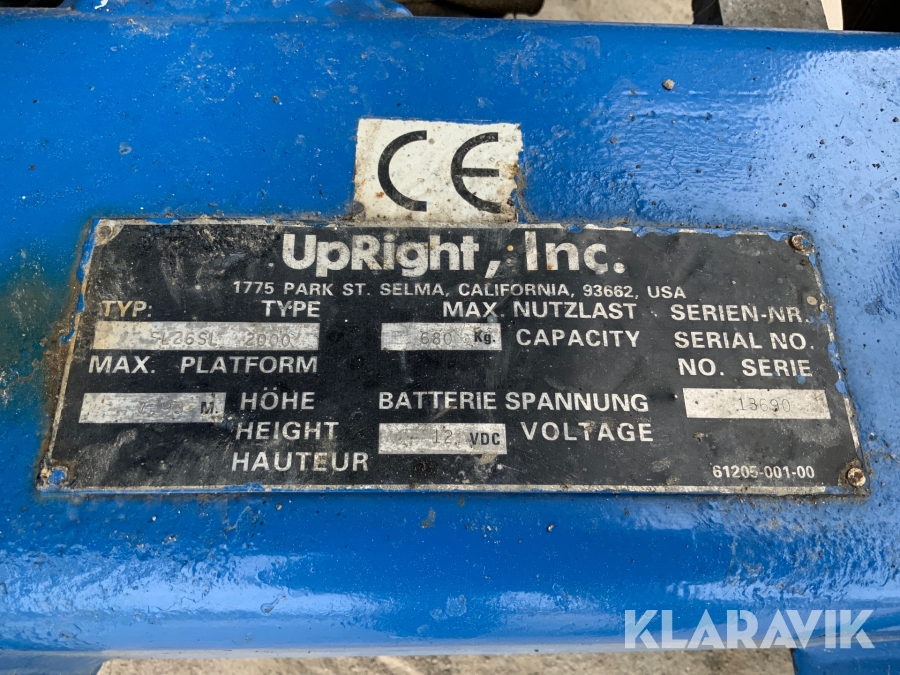 CE
UpRight, Inc.
1775 PARK ST. SELMA, CALIFORNIA, 93662, USA
TYP: TYPE MAX. NUTZLAST SERIEN-NR.
SL26SL 2000 680 Kg. CAPACITY SERIAL NO.
MAX. PLATFORM NO. SERIE
M. HÖHE BATTERIE SPANNUNG 13690
HEIGHT 12 VDC VOLTAGE
HAUTEUR 61205-001-00
KLARAVIK